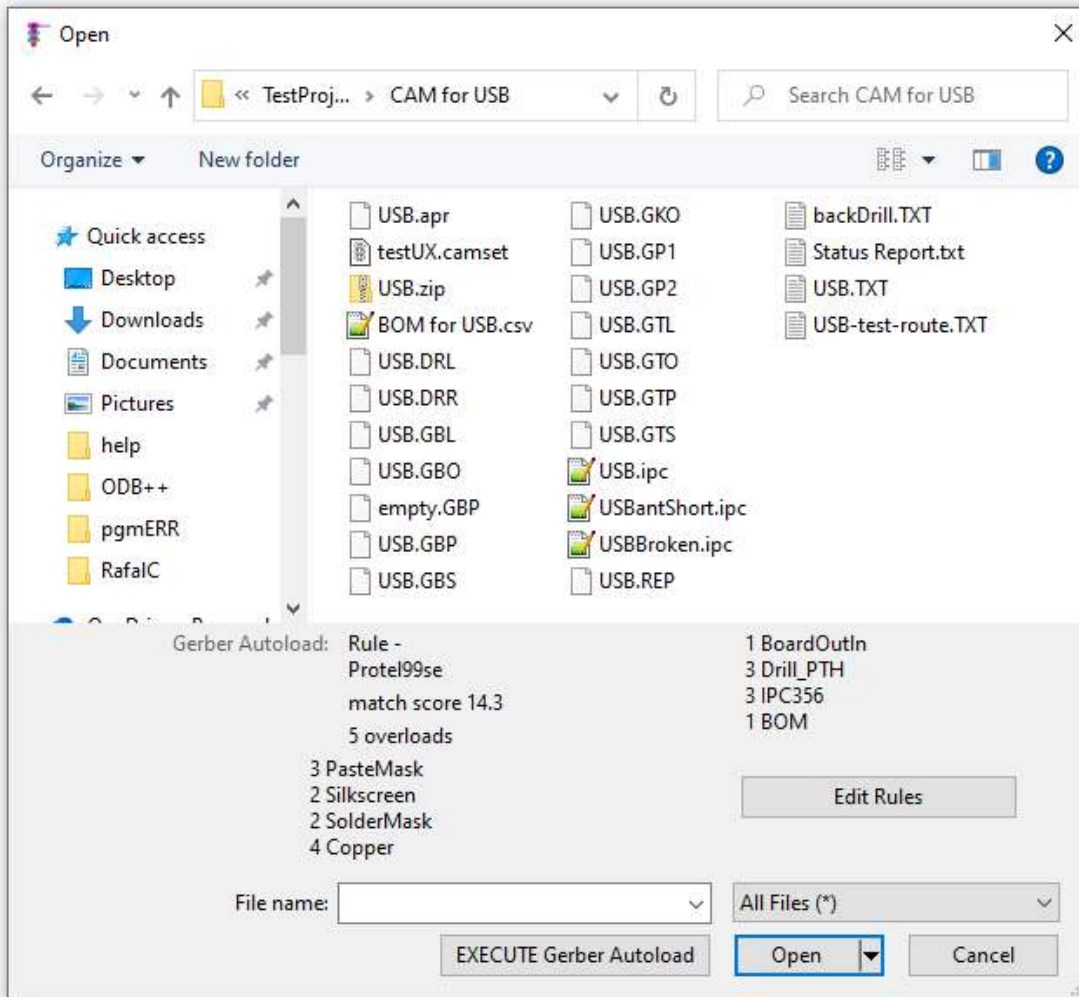 Open
« TestProj... › CAM for USB
Search CAM for USB
Organize
New folder
Quick access
Desktop
Downloads
Documents
Pictures
help
ODB++
pgmERR
RafalC
USB.apr
testUX.camset
USB.zip
BOM for USB.csv
USB.DRL
USB.DRR
USB.GBL
USB.GBO
empty.GBP
USB.GBP
USB.GBS
USB.GKO
USB.GP1
USB.GP2
USB.GTL
USB.GTO
USB.GTP
USB.GTS
USB.ipc
USBantShort.ipc
USBBroken.ipc
USB.REP
backDrill.TXT
Status Report.txt
USB.TXT
USB-test-route.TXT
Gerber Autoload:
Rule -
Protel99se
match score 14.3
5 overloads
3 PasteMask
2 Silkscreen
2 SolderMask
4 Copper
1 BoardOutIn
3 Drill_PTH
3 IPC356
1 BOM
Edit Rules
File name:
All Files (*)
EXECUTE Gerber Autoload
Open
Cancel